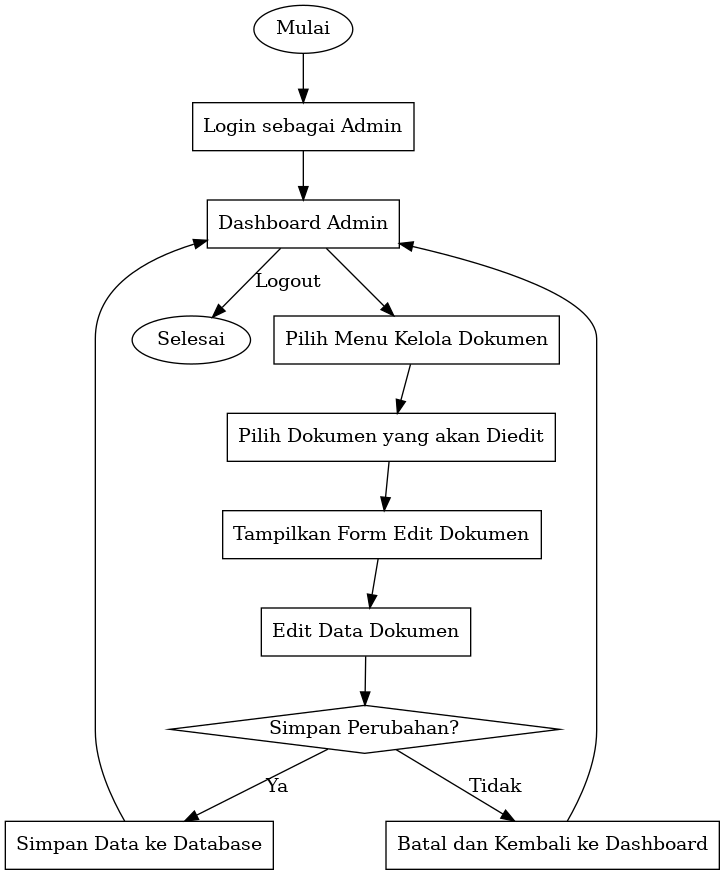 Mulai
Login sebagai Admin
Dashboard Admin
Logout
Selesai
Pilih Menu Kelola Dokumen
Pilih Dokumen yang akan Diedit
Tampilkan Form Edit Dokumen
Edit Data Dokumen
Simpan Perubahan?
Ya
Tidak
Simpan Data ke Database
Batal dan Kembali ke Dashboard